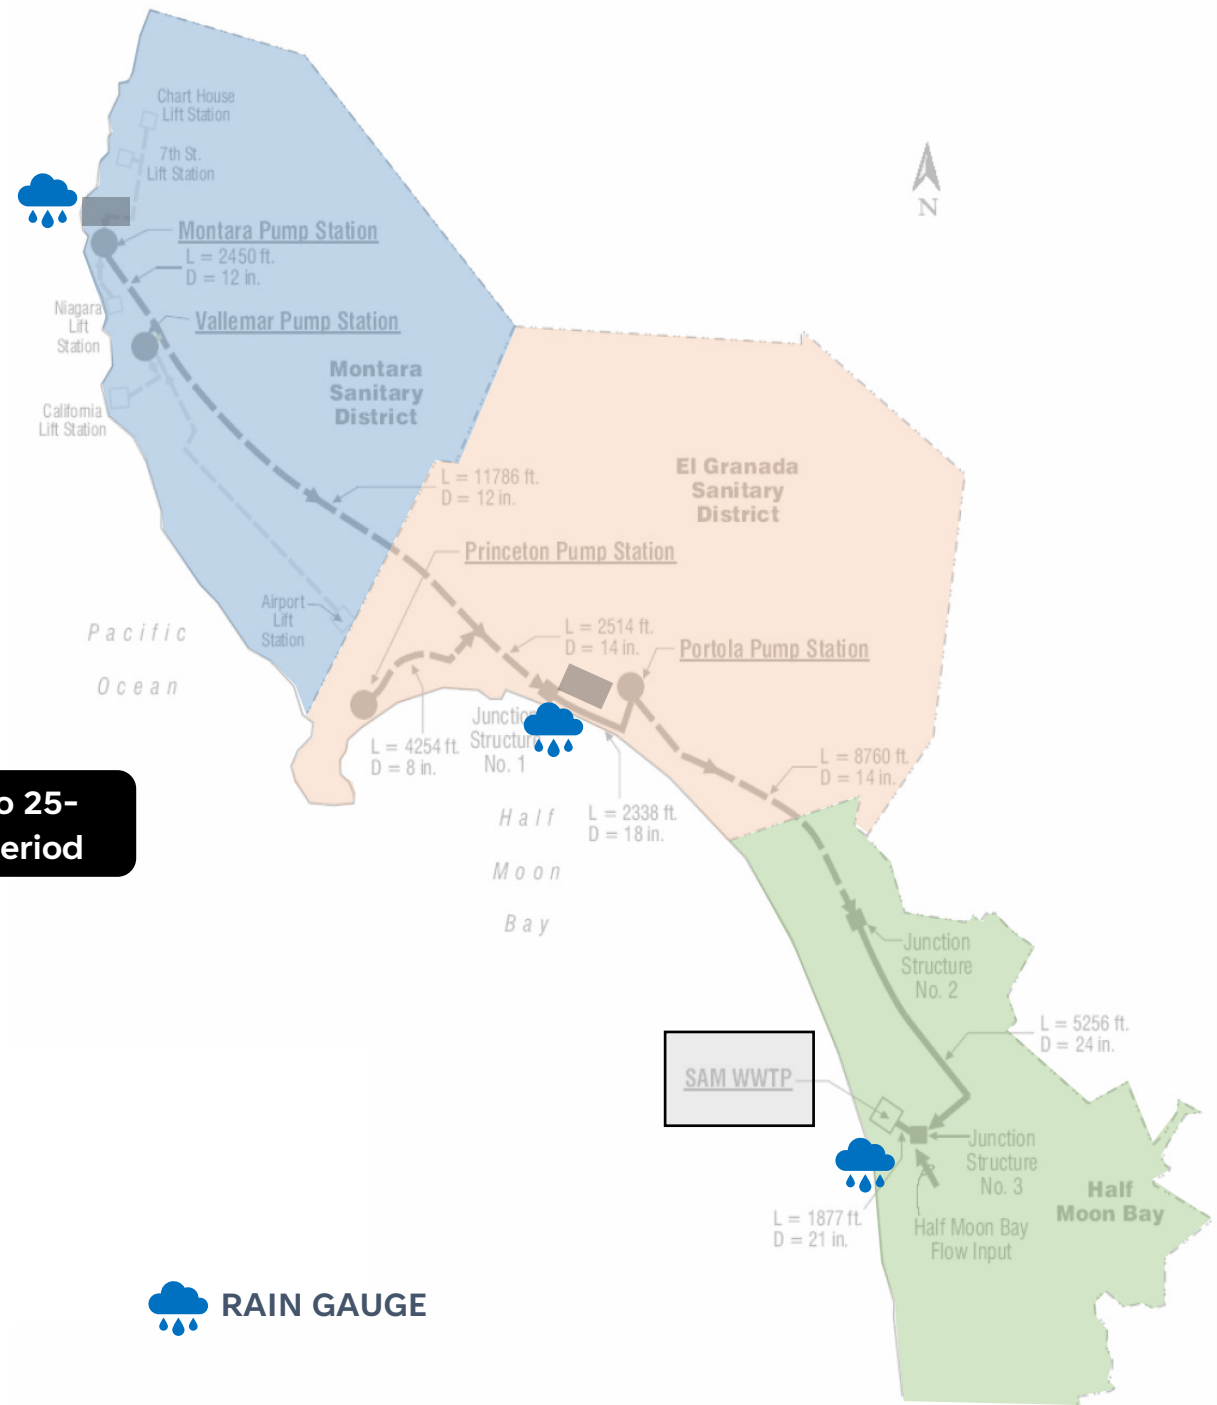 Chart House
Lift Station
7th St.
Lift Station
N
Montara Pump Station
L = 2450 ft.
D = 12 in.
Niagara
Lift
Station
Vallemar Pump Station
Montara
Sanitary
District
California
Lift Station
L = 11786 ft.
D = 12 in.
El Granada
Sanitary
District
Princeton Pump Station
Airport
Lift
Station
Pacific
Ocean
L = 2514 ft.
D = 14 in.
Portola Pump Station
Structure
No. 1
L = 4254 ft.
D = 8 in.
L = 8760 ft.
D = 14 in.
o 25-
eriod
Half
Moon
Bay
L = 2338 ft.
D = 18 in.
Junction
Structure
No. 2
L = 5256 ft.
D = 24 in.
SAM WWTP
Junction
Structure
No. 3
Half
Moon Bay
L = 1877 ft.
D = 21 in.
Half Moon Bay
Flow Input
RAIN GAUGE